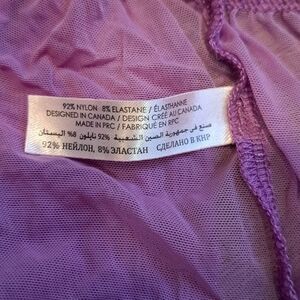 92% NYLON 8% ELASTANE / ÉLASTHANNE
DESIGNED IN CANADA / DESIGN CRÉÉ AU CANADA
MADE IN PRC / FABRIQUÉ EN RPC
صنع في جمهورية الصين الشعبية 92% نايلون 8% اليستان
92% НЕЙЛОН, 8% ЭЛАСТАН СДЕЛАНО В КНР